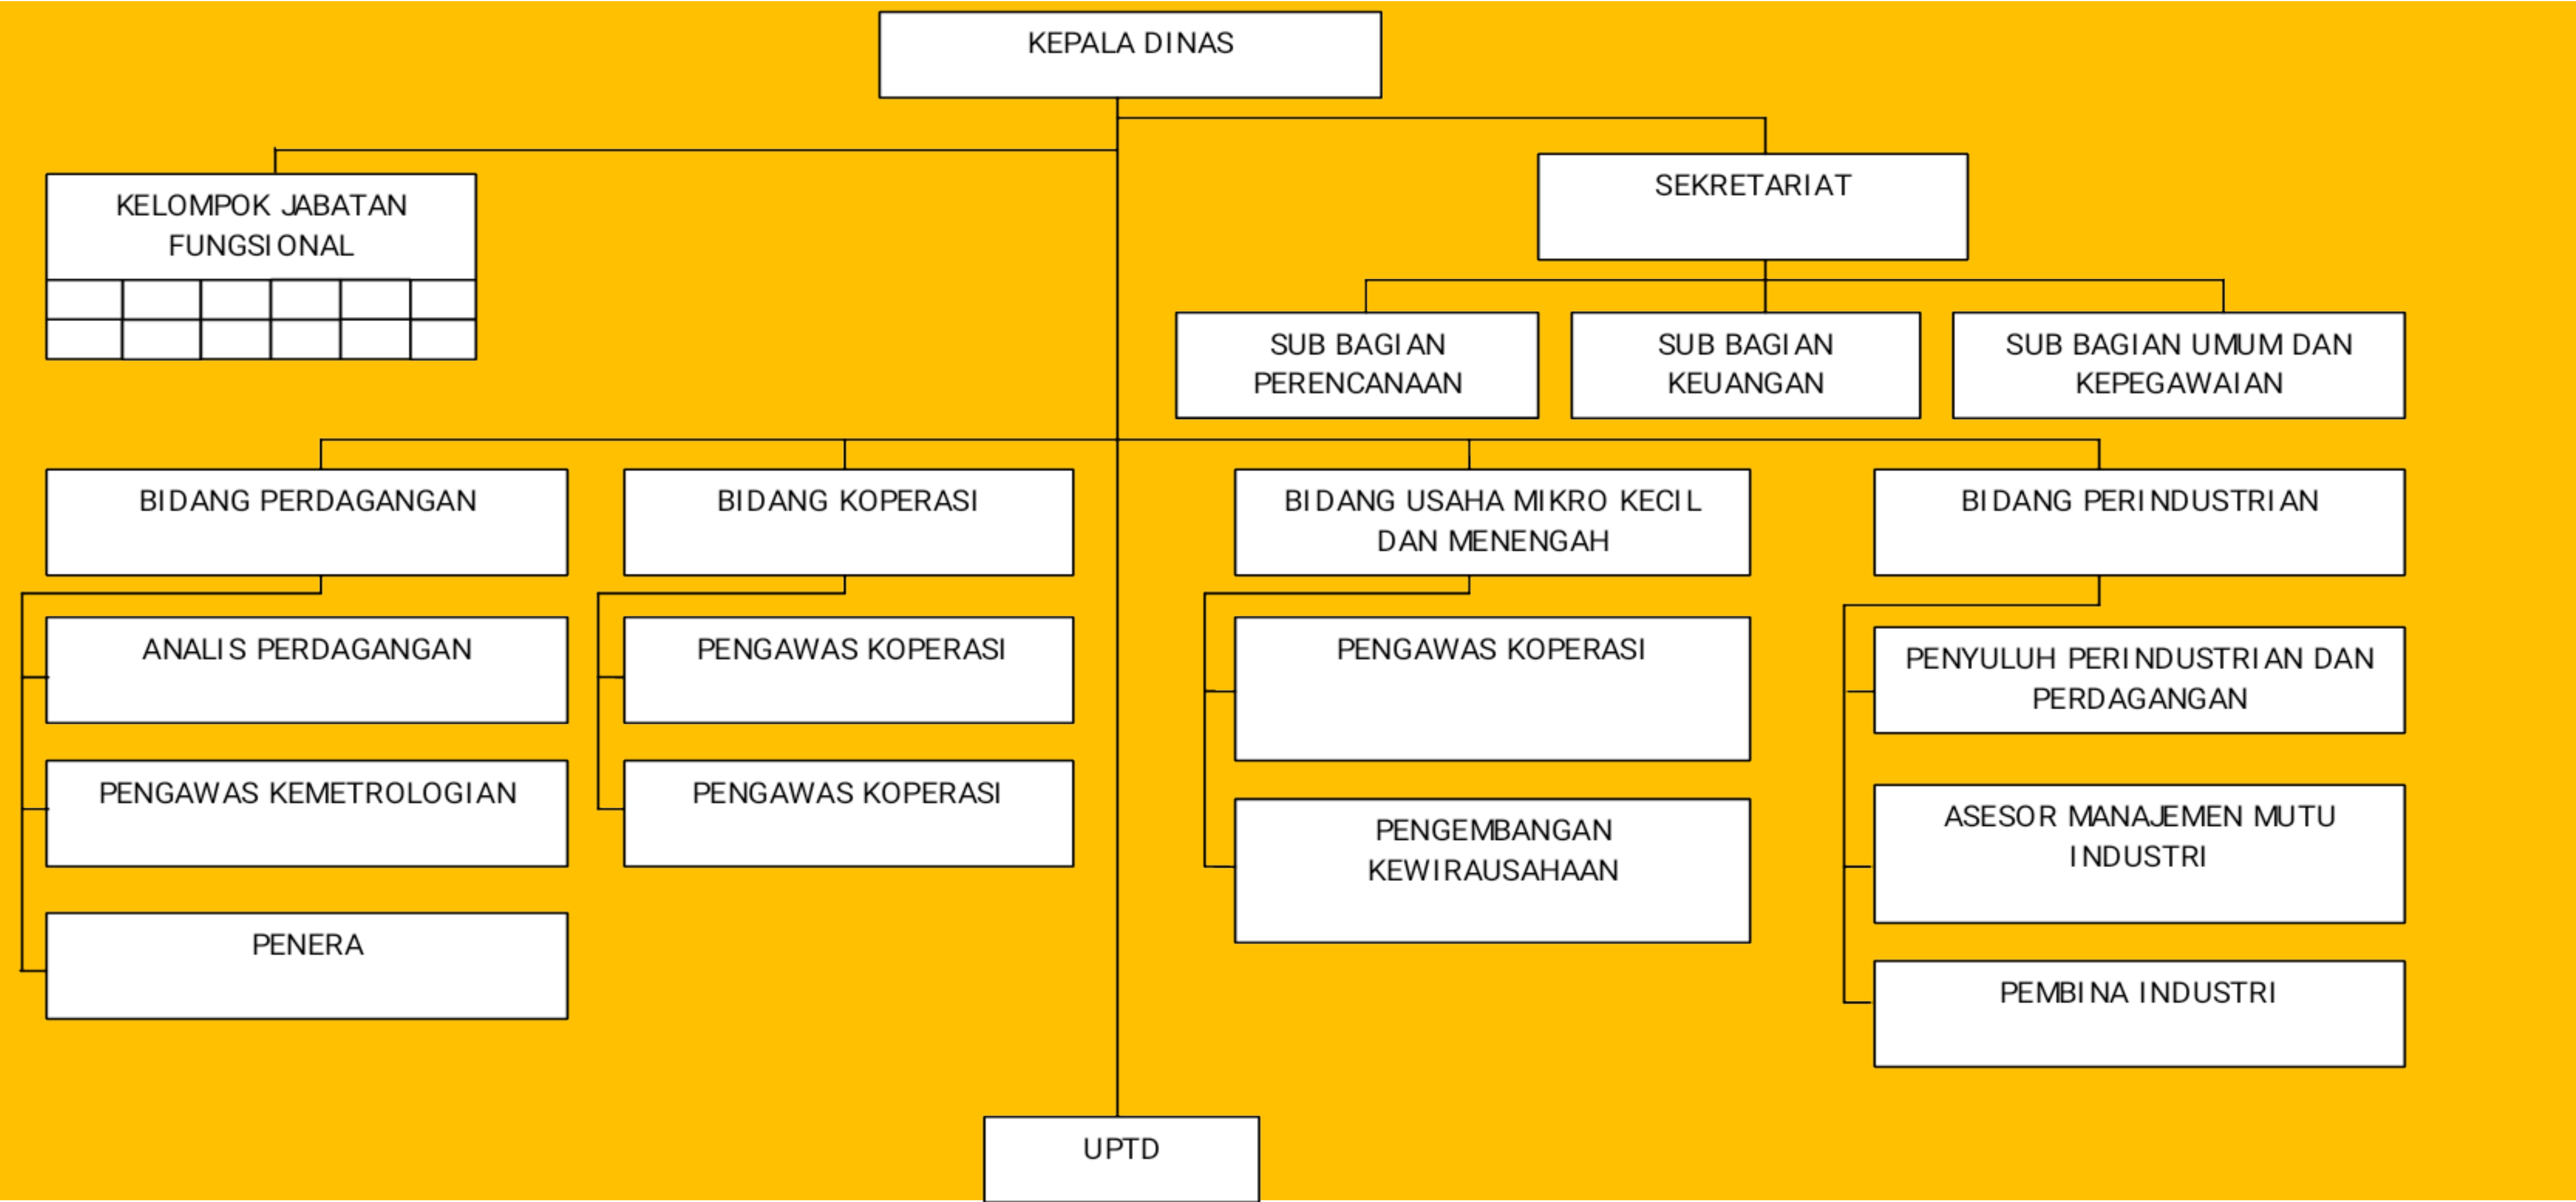 KEPALA DINAS
KELOMPOK JABATAN
FUNGSIONAL
SEKRETARIAT
SUB BAGIAN
PERENCANAAN
SUB BAGIAN
KEUANGAN
SUB BAGIAN UMUM DAN
KEPEGAWAIAN
BIDANG PERDAGANGAN
BIDANG KOPERASI
BIDANG USAHA MIKRO KECIL
DAN MENENGAH
BIDANG PERINDUSTRIAN
ANALIS PERDAGANGAN
PENGAWAS KEMETROLOGIAN
PENERA
PENGAWAS KOPERASI
PENGAWAS KOPERASI
PENGAWAS KOPERASI
PENGEMBANGAN
KEWIRAUSAHAAN
PENYULUH PERINDUSTRIAN DAN
PERDAGANGAN
ASESOR MANAJEMEN MUTU
INDUSTRI
PEMBINA INDUSTRI
UPTD